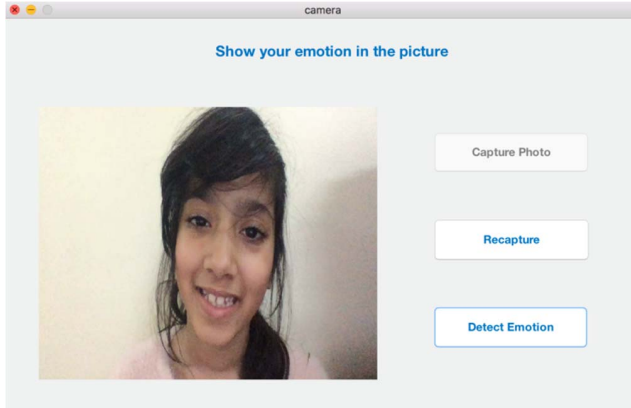 camera
Show your emotion in the picture
Capture Photo
Recapture
Detect Emotion